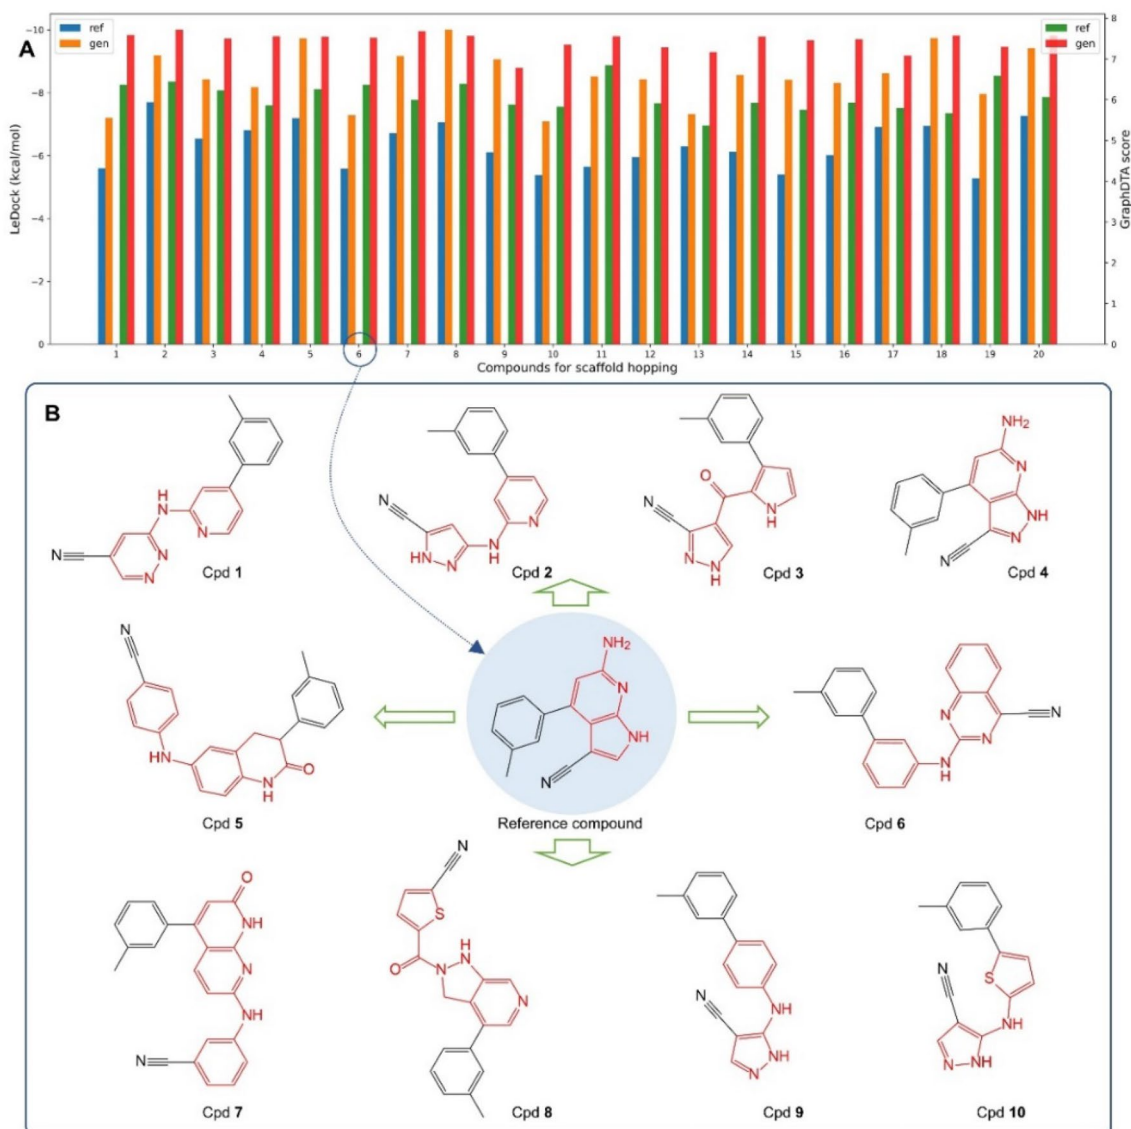 A
ref
gen
ref
gen
LeDock (kcal/mol)
−10
−8
−6
−4
−2
0
GraphDTA score
8
7
6
5
4
3
2
1
0
1 2 3 4 5 6 7 8 9 10 11 12 13 14 15 16 17 18 19 20
Compounds for scaffold hopping
B
N
N
N
H
N
N
Cpd 1
N
HN
N
N
H
N
Cpd 2
O
N
N
N
H
N
H
Cpd 3
NH2
N
NH
N
N
Cpd 4
N
HN
N
H
O
Cpd 5
NH2
N
NH
N
Reference compound
N
N
N
H
N
Cpd 6
O
NH
N
NH
N
Cpd 7
N
S
O
N
H
N
N
Cpd 8
N
NH
NH
N
Cpd 9
N
S
NH
N
NH
Cpd 10